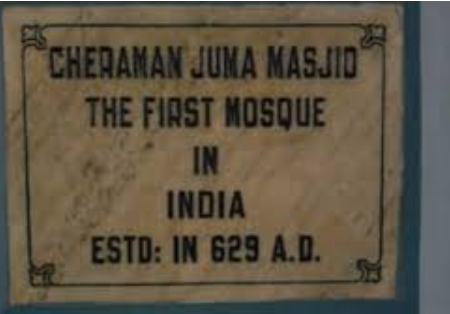 CHERAMAN JUMA MASJID
THE FIRST MOSQUE
IN
INDIA
ESTD: IN 629 A.D.